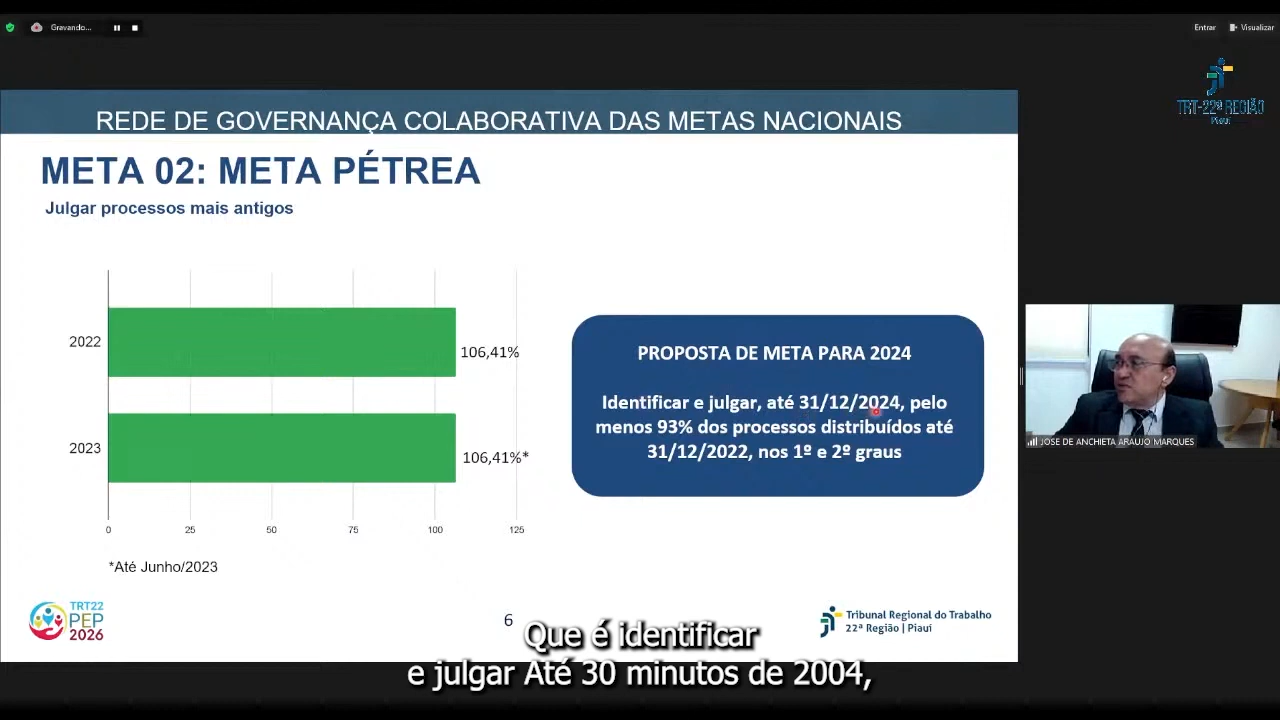 Gravando...
Entrar
Visualizar
TRT-22ª REGIÃO
Piauí
REDE DE GOVERNANÇA COLABORATIVA DAS METAS NACIONAIS
META 02: META PÉTREA
Julgar processos mais antigos
2022
106,41%
2023
106,41%*
0 25 50 75 100 125
*Até Junho/2023
PROPOSTA DE META PARA 2024
Identificar e julgar, até 31/12/2024, pelo
menos 93% dos processos distribuídos até
31/12/2022, nos 1º e 2º graus
JOSE DE ANCHIETA ARAUJO MARQUES
TRT22
PEP
2026
6
Tribunal Regional do Trabalho
22ª Região | Piauí
Que é identificar
e julgar Até 30 minutos de 2004,